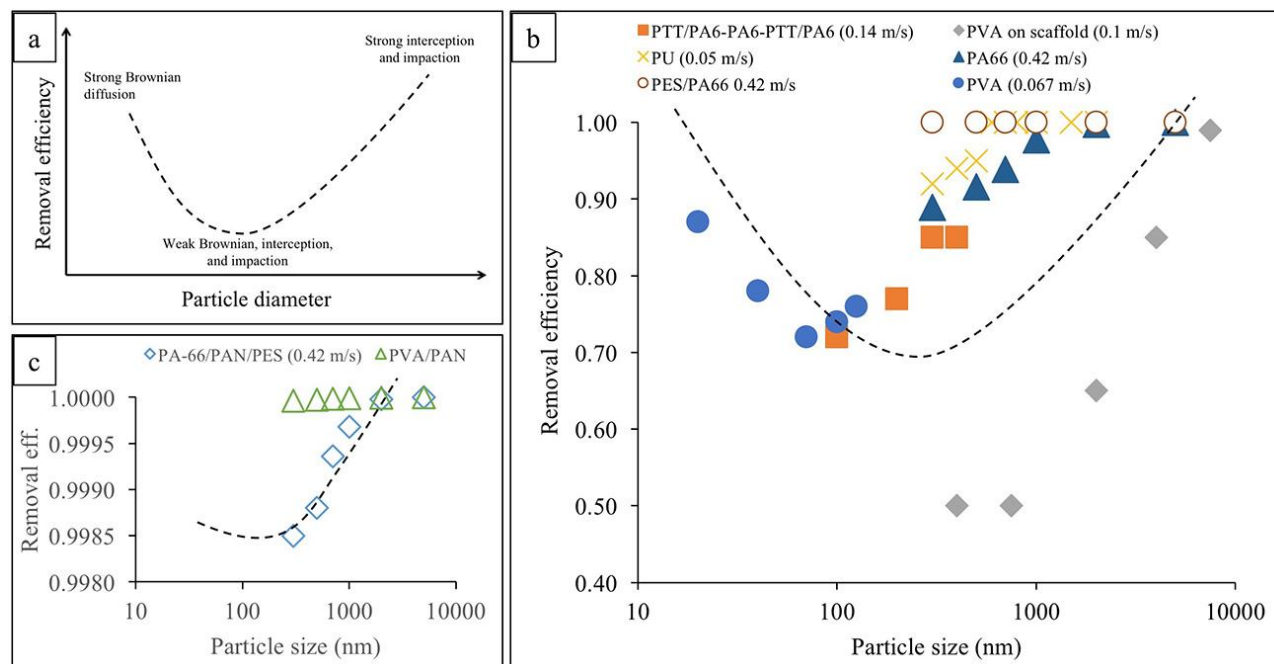 a
Strong Brownian
diffusion
Strong interception
and impaction
Weak Brownian, interception,
and impaction
Removal efficiency
Particle diameter
b
PTT/PA6-PA6-PTT/PA6 (0.14 m/s)
PVA on scaffold (0.1 m/s)
PU (0.05 m/s)
PA66 (0.42 m/s)
PES/PA66 0.42 m/s
PVA (0.067 m/s)
1.00
0.90
0.80
0.70
0.60
0.50
0.40
Removal efficiency
10
100
1000
10000
Particle size (nm)
c
PA-66/PAN/PES (0.42 m/s)
PVA/PAN
1.0000
0.9995
0.9990
0.9985
0.9980
Removal eff.
10
100
1000
10000
Particle size (nm)